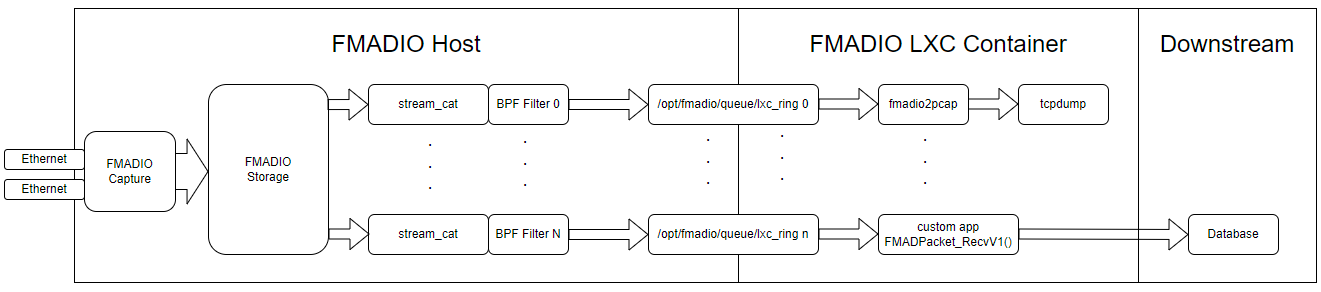 FMADIO Host
FMADIO LXC Container
Downstream
Ethernet
Ethernet
FMADIO
Capture
FMADIO
Storage
stream_cat
BPF Filter 0
/opt/fmadio/queue/lxc_ring 0
fmadio2pcap
tcpdump
stream_cat
BPF Filter N
/opt/fmadio/queue/lxc_ring n
custom app
FMADPacket_RecvV1()
Database